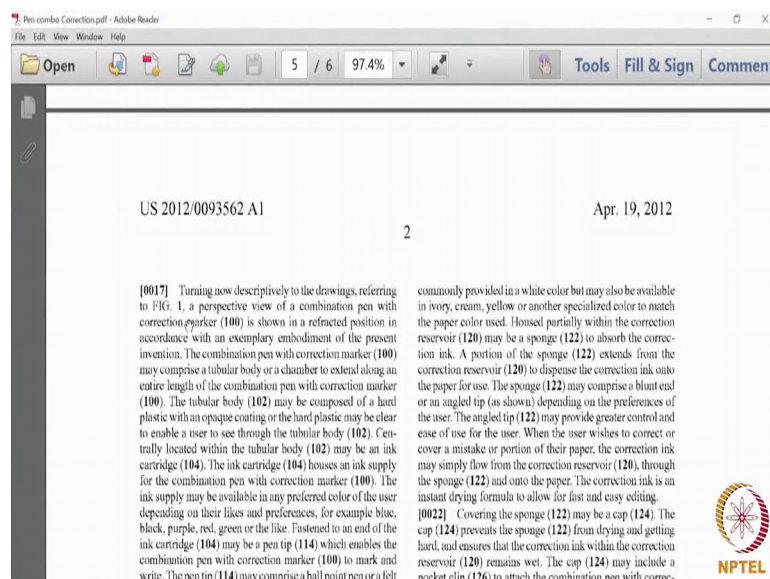 Pen combo Correction.pdf - Adobe Reader
File Edit View Window Help
Open 5 / 6 97.4% Tools Fill & Sign Commen
US 2012/0093562 A1
Apr. 19, 2012
2
[0017] Turning now descriptively to the drawings, referring
to FIG. 1, a perspective view of a combination pen with
correction marker (100) is shown in a refracted position in
accordance with an exemplary embodiment of the present
invention. The combination pen with correction marker (100)
may comprise a tubular body or a chamber to extend along an
entire length of the combination pen with correction marker
(100). The tubular body (102) may be composed of a hard
plastic with an opaque coating or the hard plastic may be clear
to enable a user to see through the tubular body (102). Cen-
trally located within the tubular body (102) may be an ink
cartridge (104). The ink cartridge (104) houses an ink supply
for the combination pen with correction marker (100). The
ink supply may be available in any preferred color of the user
depending on their likes and preferences, for example blue,
black, purple, red, green or the like. Fastened to an end of the
ink cartridge (104) may be a pen tip (114) which enables the
combination pen with correction marker (100) to mark and
write. The pen tip (114) may comprise a ball point pen or a felt
commonly provided in a white color but may also be available
in ivory, cream, yellow or another specialized color to match
the paper color used. Housed partially within the correction
reservoir (120) may be a sponge (122) to absorb the correc-
tion ink. A portion of the sponge (122) extends from the
correction reservoir (120) to dispense the correction ink onto
the paper for use. The sponge (122) may comprise a blunt end
or an angled tip (as shown) depending on the preferences of
the user. The angled tip (122) may provide greater control and
ease of use for the user. When the user wishes to correct or
cover a mistake or portion of their paper, the correction ink
may simply flow from the correction reservoir (120), through
the sponge (122) and onto the paper. The correction ink is an
instant drying formula to allow for fast and easy editing.
[0022] Covering the sponge (122) may be a cap (124). The
cap (124) prevents the sponge (122) from drying and getting
hard, and ensures that the correction ink within the correction
reservoir (120) remains wet. The cap (124) may include a
pocket clip (126) to attach the combination pen with correc-
NPTEL